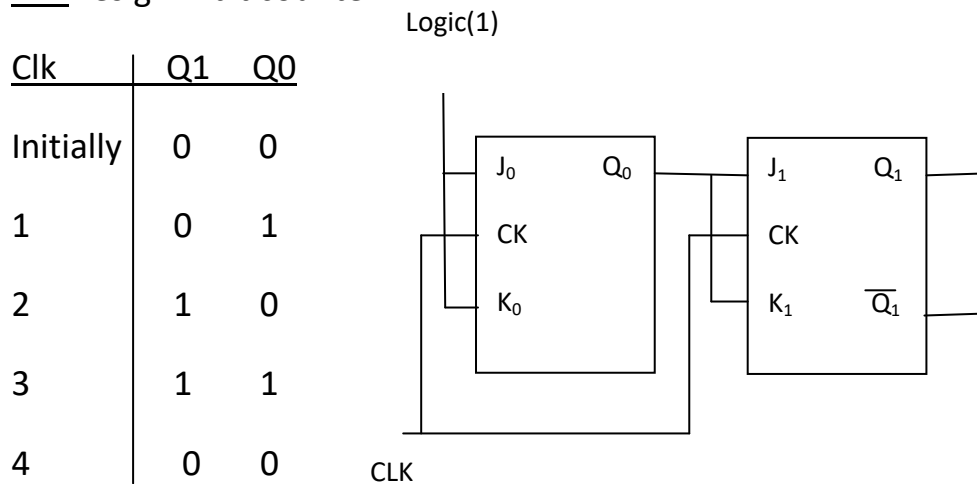 Logic(1)
Clk Q1 Q0
Initially 0 0
1 0 1
2 1 0
3 1 1
4 0 0
J₀ Q₀
CK
K₀
J₁ Q₁
CK
K₁ Q̅₁
CLK